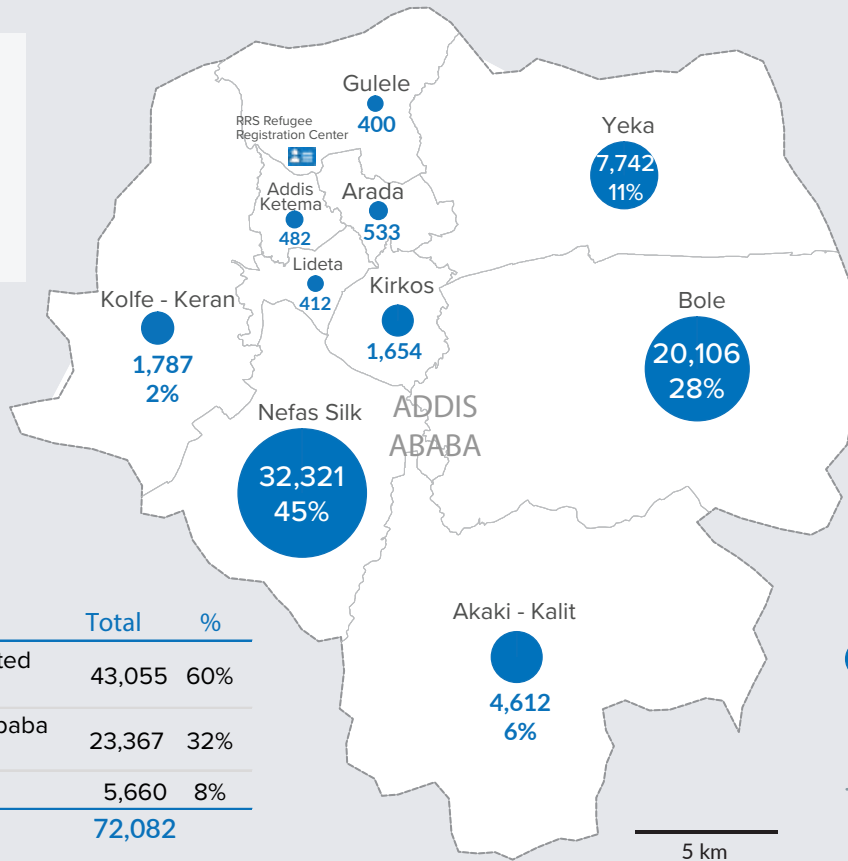 Gulele
400
RRS Refugee
Registration Center
Yeka
7,742
11%
Addis
Ketema
482
Arada
533
Lideta
412
Kirkos
1,654
Kolfe - Keran
1,787
2%
Bole
20,106
28%
ADDIS
ABABA
Nefas Silk
32,321
45%
Akaki - Kalit
4,612
6%
Total %
ted 43,055 60%
baba 23,367 32%
5,660 8%
72,082
5 km